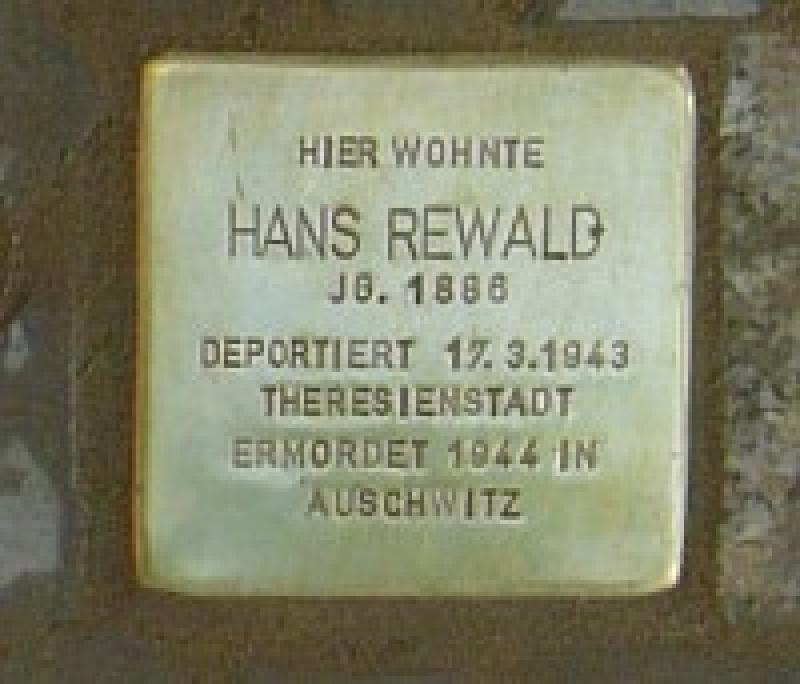 HIER WOHNTE
HANS REWALD
JG. 1886
DEPORTIERT 17.3.1943
THERESIENSTADT
ERMORDET 1944 IN
AUSCHWITZ